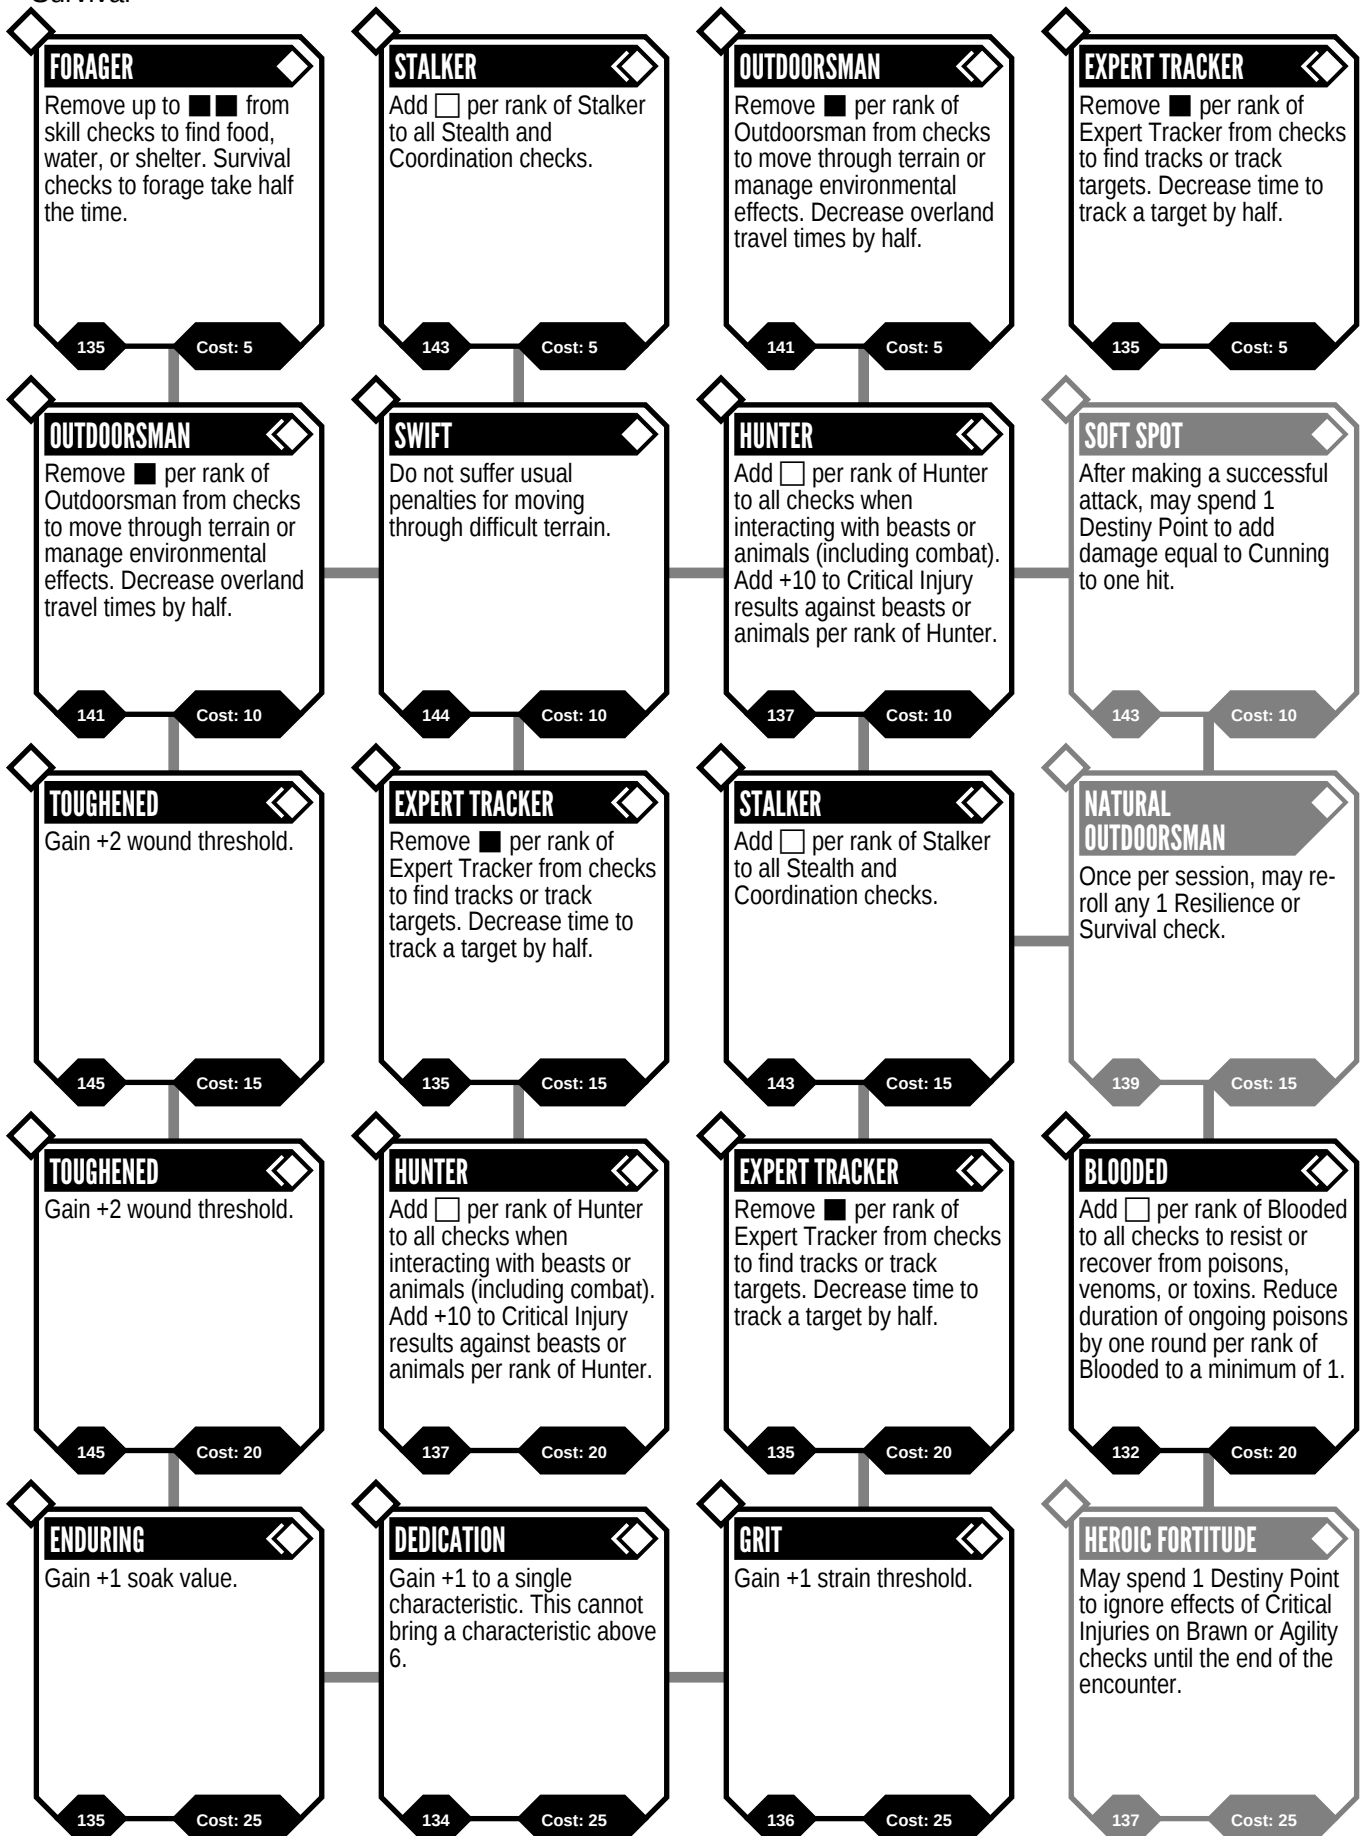 Survival
FORAGER
Remove up to ■ ■ from
skill checks to find food,
water, or shelter. Survival
checks to forage take half
the time.
135
Cost: 5
STALKER
Add □ per rank of Stalker
to all Stealth and
Coordination checks.
143
Cost: 5
OUTDOORSMAN
Remove ■ per rank of
Outdoorsman from checks
to move through terrain or
manage environmental
effects. Decrease overland
travel times by half.
141
Cost: 5
EXPERT TRACKER
Remove ■ per rank of
Expert Tracker from checks
to find tracks or track
targets. Decrease time to
track a target by half.
135
Cost: 5
OUTDOORSMAN
Remove ■ per rank of
Outdoorsman from checks
to move through terrain or
manage environmental
effects. Decrease overland
travel times by half.
141
Cost: 10
SWIFT
Do not suffer usual
penalties for moving
through difficult terrain.
144
Cost: 10
HUNTER
Add □ per rank of Hunter
to all checks when
interacting with beasts or
animals (including combat).
Add +10 to Critical Injury
results against beasts or
animals per rank of Hunter.
137
Cost: 10
SOFT SPOT
After making a successful
attack, may spend 1
Destiny Point to add
damage equal to Cunning
to one hit.
143
Cost: 10
TOUGHENED
Gain +2 wound threshold.
145
Cost: 15
EXPERT TRACKER
Remove ■ per rank of
Expert Tracker from checks
to find tracks or track
targets. Decrease time to
track a target by half.
135
Cost: 15
STALKER
Add □ per rank of Stalker
to all Stealth and
Coordination checks.
143
Cost: 15
NATURAL
OUTDOORSMAN
Once per session, may re-
roll any 1 Resilience or
Survival check.
139
Cost: 15
TOUGHENED
Gain +2 wound threshold.
145
Cost: 20
HUNTER
Add □ per rank of Hunter
to all checks when
interacting with beasts or
animals (including combat).
Add +10 to Critical Injury
results against beasts or
animals per rank of Hunter.
137
Cost: 20
EXPERT TRACKER
Remove ■ per rank of
Expert Tracker from checks
to find tracks or track
targets. Decrease time to
track a target by half.
135
Cost: 20
BLOODED
Add □ per rank of Blooded
to all checks to resist or
recover from poisons,
venoms, or toxins. Reduce
duration of ongoing poisons
by one round per rank of
Blooded to a minimum of 1.
132
Cost: 20
ENDURING
Gain +1 soak value.
135
Cost: 25
DEDICATION
Gain +1 to a single
characteristic. This cannot
bring a characteristic above
6.
134
Cost: 25
GRIT
Gain +1 strain threshold.
136
Cost: 25
HEROIC FORTITUDE
May spend 1 Destiny Point
to ignore effects of Critical
Injuries on Brawn or Agility
checks until the end of the
encounter.
137
Cost: 25